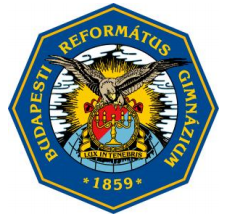 BUDAPESTI REFORMÁTUS GIMNÁZIUM
LUX IN TENEBRIS
*1859*